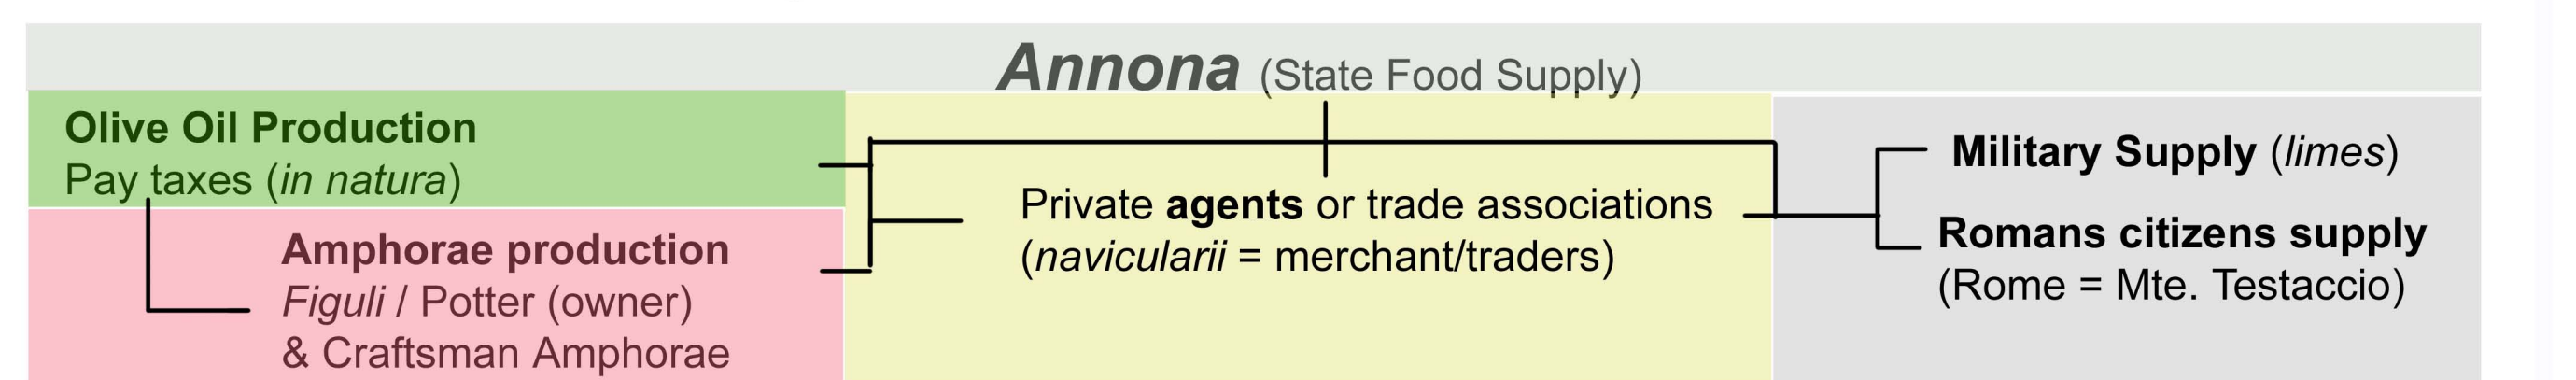 Annona (State Food Supply)
Olive Oil Production
Pay taxes (in natura)
Amphorae production
Figuli / Potter (owner)
& Craftsman Amphorae
Private agents or trade associations
(navicularii = merchant/traders)
Military Supply (limes)
Romans citizens supply
(Rome = Mte. Testaccio)